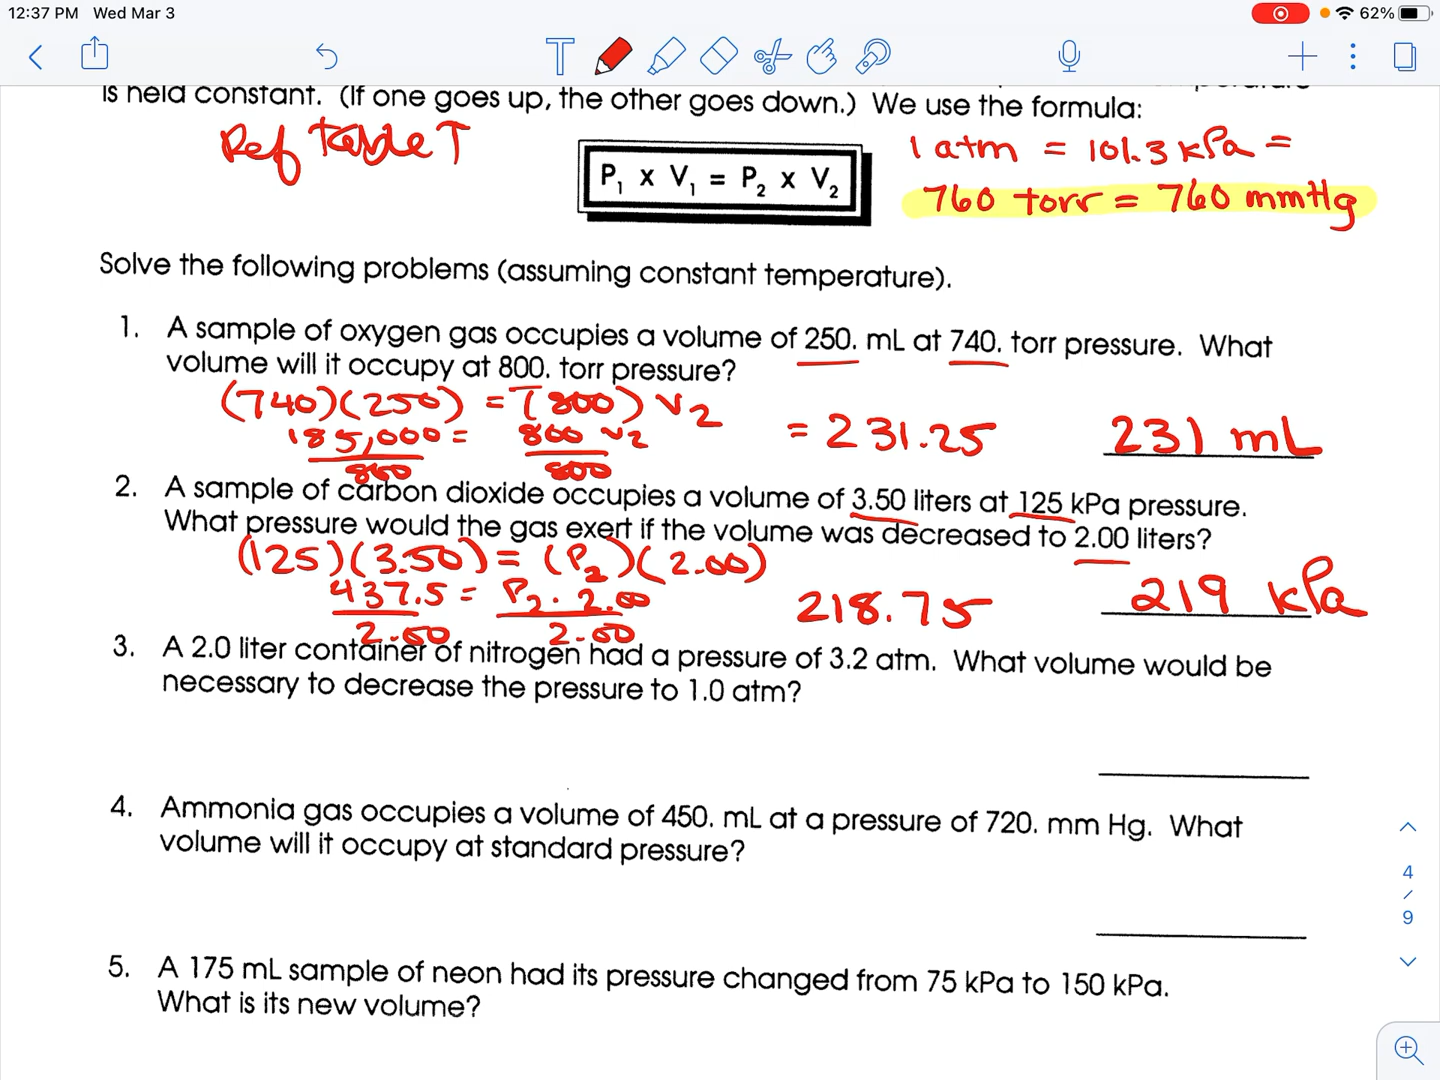 12:37 PM Wed Mar 3
62%
is held constant. (If one goes up, the other goes down.) We use the formula:
Ref Table T
P₁ x V₁ = P₂ x V₂
1 atm = 101.3 kPa =
760 torr = 760 mmHg
Solve the following problems (assuming constant temperature).
1. A sample of oxygen gas occupies a volume of 250. mL at 740. torr pressure. What
volume will it occupy at 800. torr pressure?
(740)(250) = (800) V2
185,000 = 800 V2
800 800
= 231.25
231 mL
2. A sample of carbon dioxide occupies a volume of 3.50 liters at 125 kPa pressure.
What pressure would the gas exert if the volume was decreased to 2.00 liters?
(125)(3.50) = (P₂)(2.00)
437.5 = P₂ · 2.00
2.00 2.00
218.75
219 kPa
3. A 2.0 liter container of nitrogen had a pressure of 3.2 atm. What volume would be
necessary to decrease the pressure to 1.0 atm?
4. Ammonia gas occupies a volume of 450. mL at a pressure of 720. mm Hg. What
volume will it occupy at standard pressure?
5. A 175 mL sample of neon had its pressure changed from 75 kPa to 150 kPa.
What is its new volume?
4
/
9